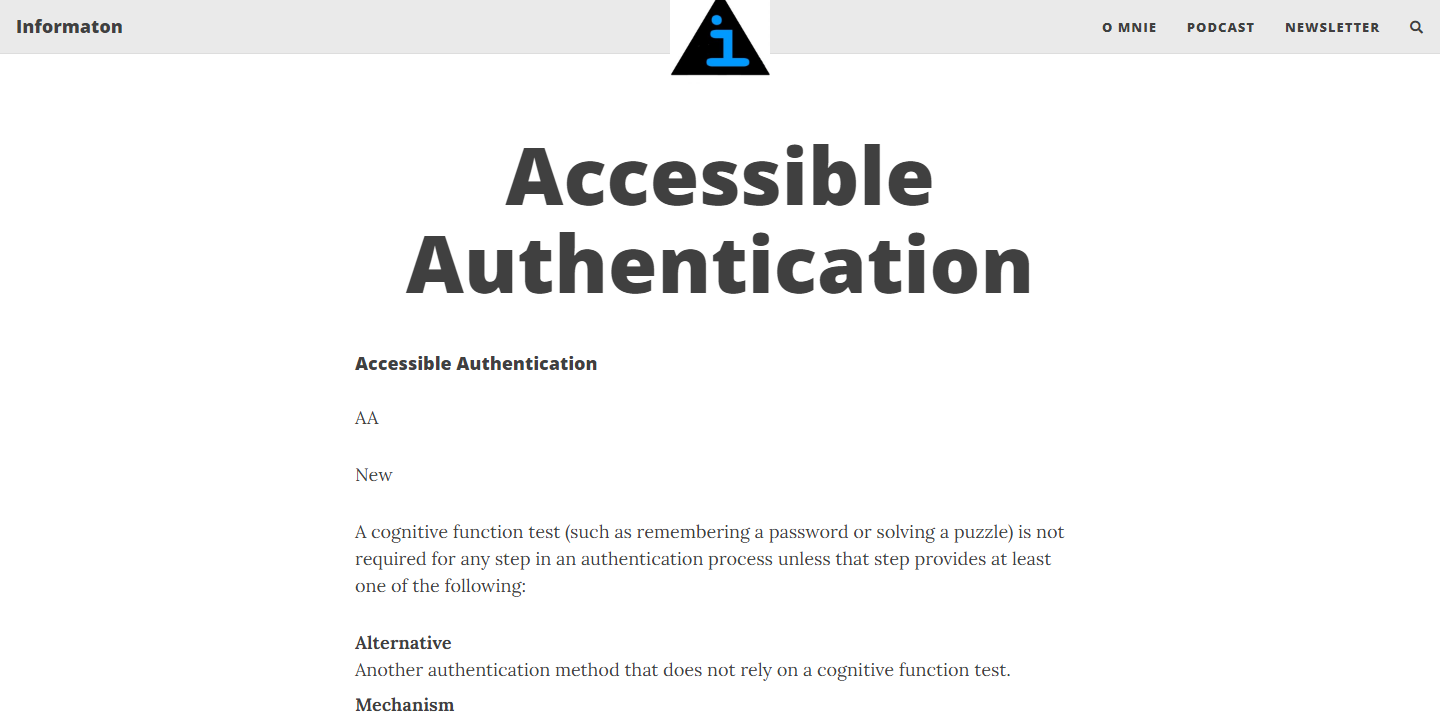 Informaton
i
O MNIE
PODCAST
NEWSLETTER
Accessible
Authentication
Accessible Authentication
AA
New
A cognitive function test (such as remembering a password or solving a puzzle) is not
required for any step in an authentication process unless that step provides at least
one of the following:
Alternative
Another authentication method that does not rely on a cognitive function test.
Mechanism